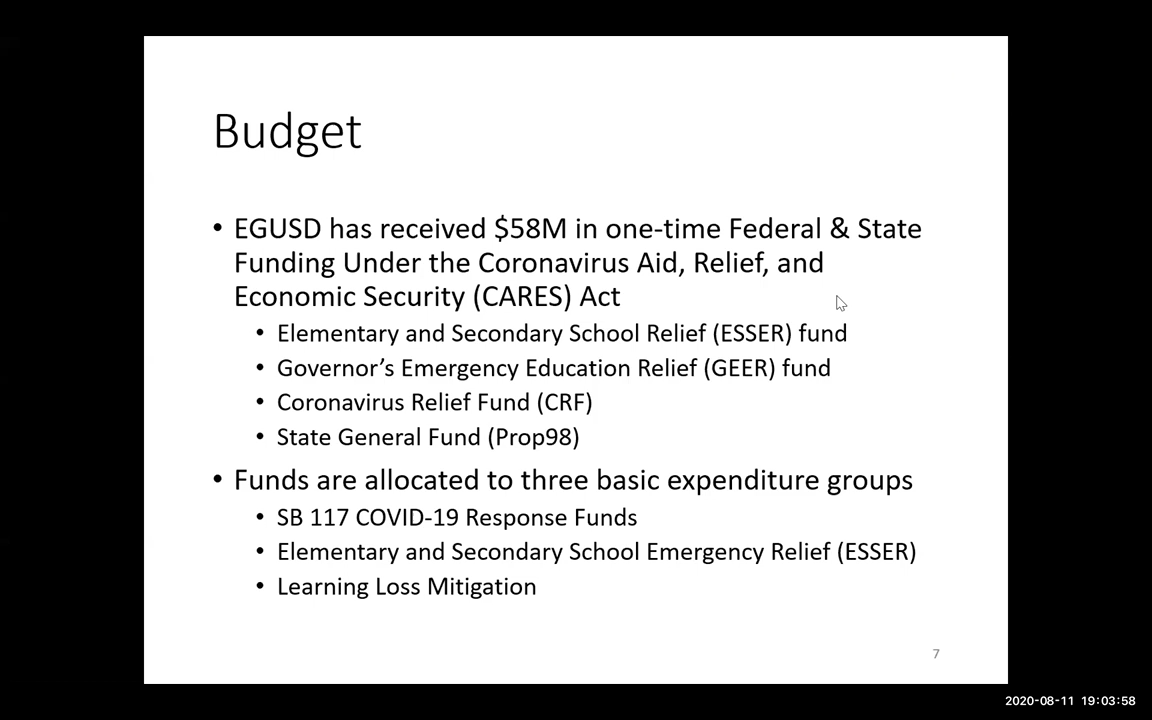 Budget
• EGUSD has received $58M in one-time Federal & State
Funding Under the Coronavirus Aid, Relief, and
Economic Security (CARES) Act
• Elementary and Secondary School Relief (ESSER) fund
• Governor’s Emergency Education Relief (GEER) fund
• Coronavirus Relief Fund (CRF)
• State General Fund (Prop98)
• Funds are allocated to three basic expenditure groups
• SB 117 COVID-19 Response Funds
• Elementary and Secondary School Emergency Relief (ESSER)
• Learning Loss Mitigation
7
2020-08-11 19:03:58